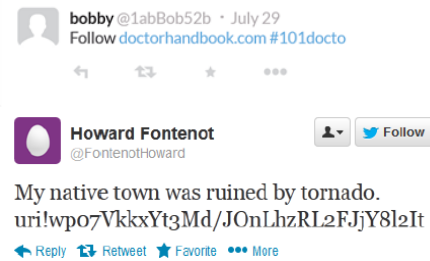 bobby @1abBob52b · July 29
Follow doctorhandbook.com #101docto
Howard Fontenot
Follow
@FontenotHoward
My native town was ruined by tornado.
uri!wp07VkkxYt3Md/JOnLhzRL2FJjY8l2It
Reply Retweet Favorite ••• More